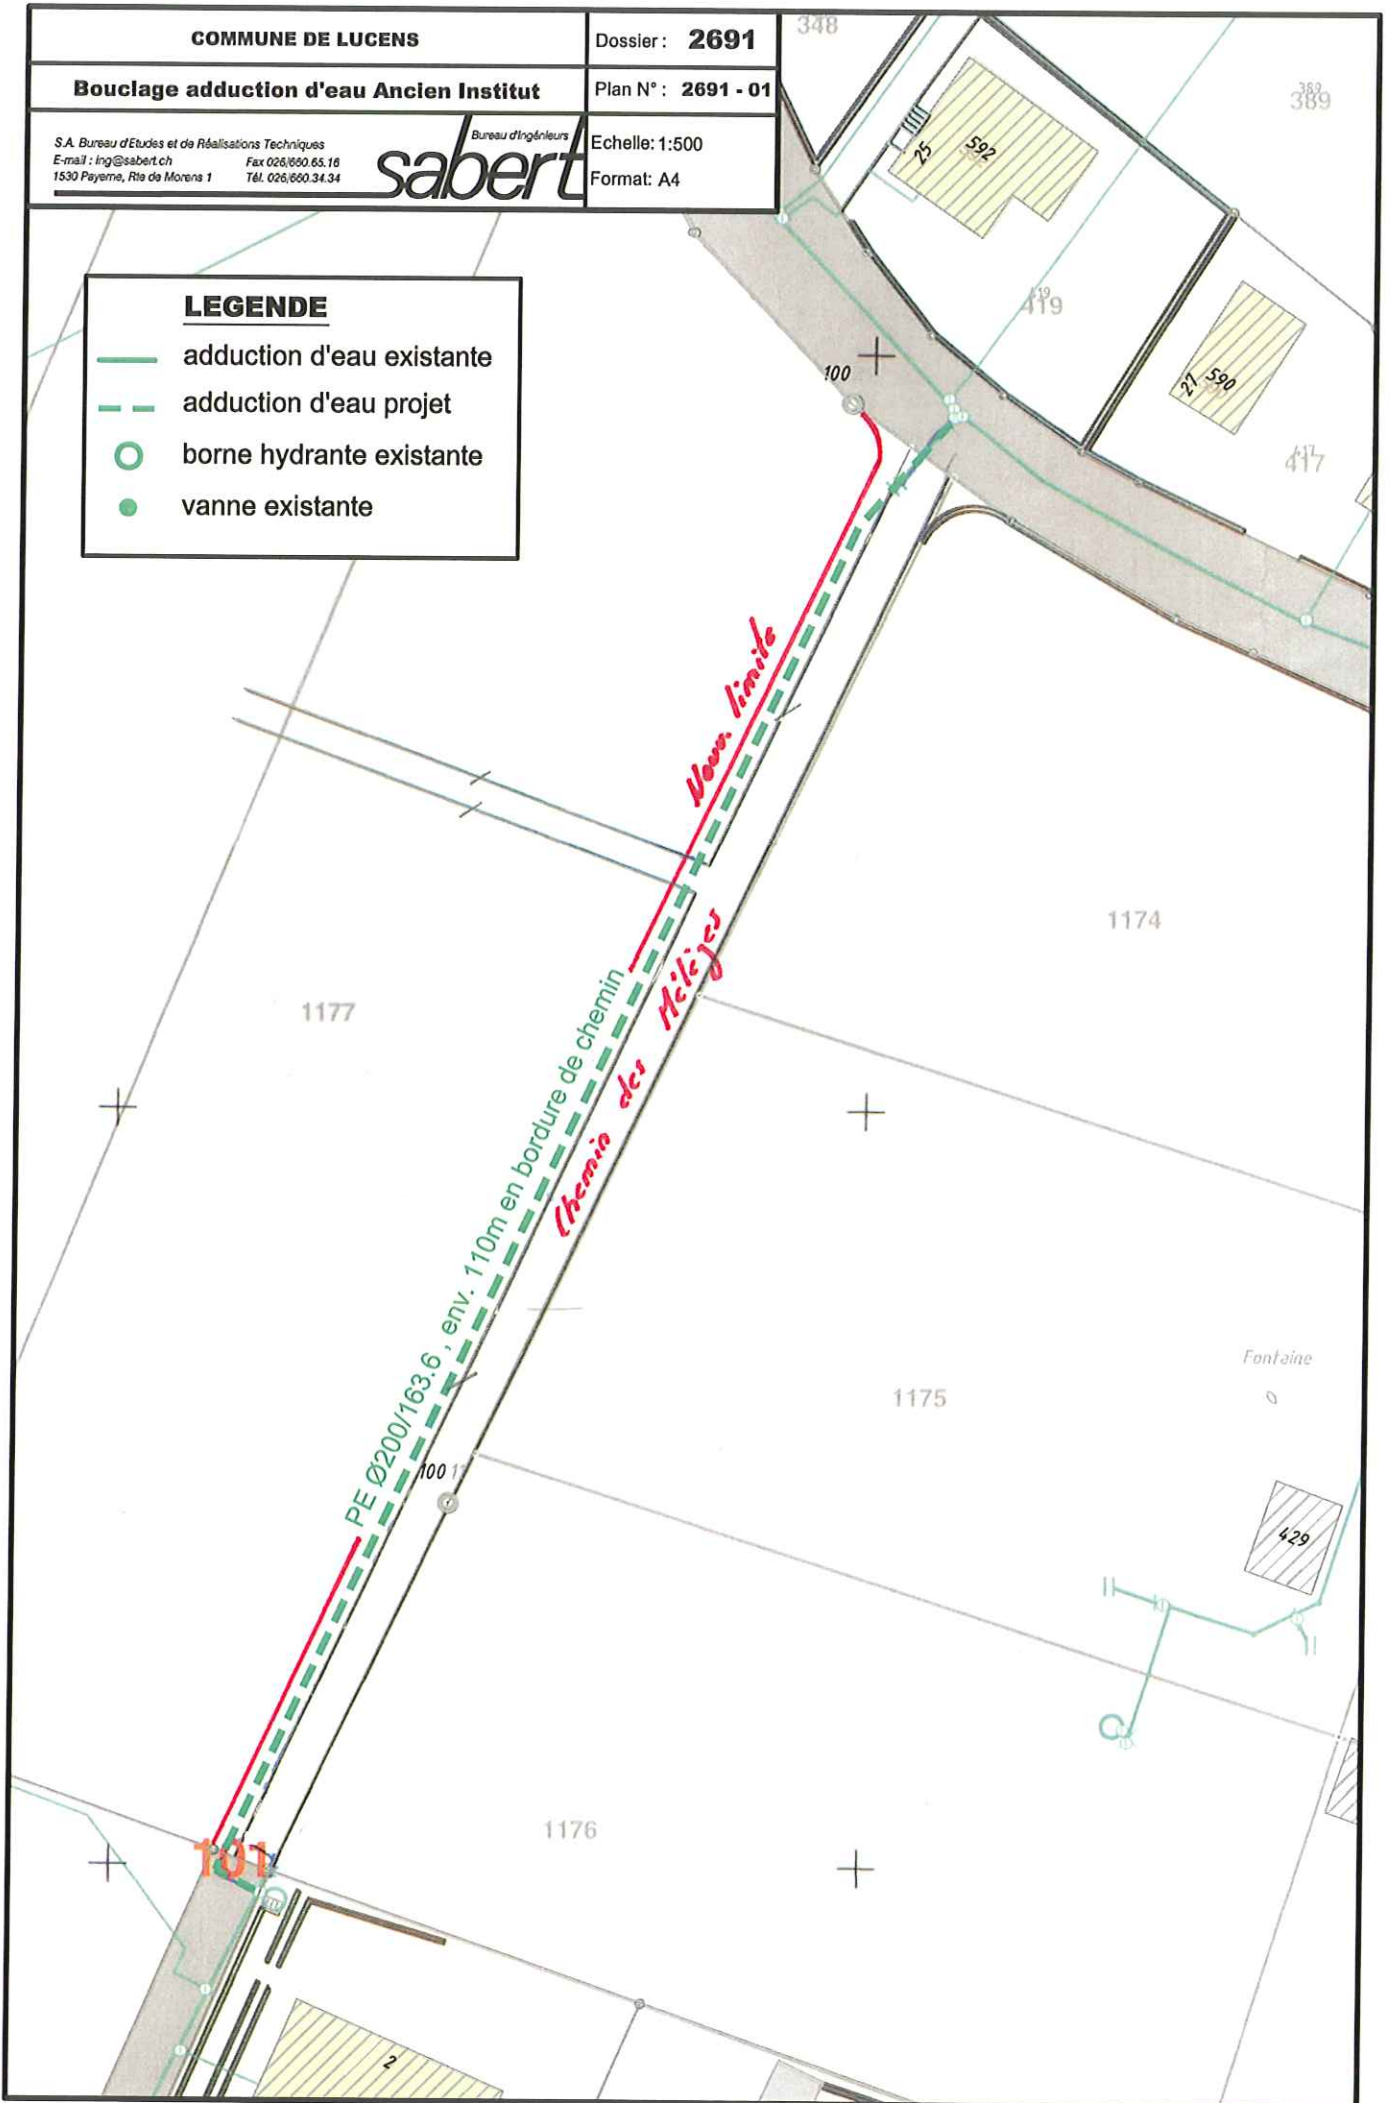 COMMUNE DE LUCENS
Dossier : 2691
Bouclage adduction d'eau Ancien Institut
Plan N° : 2691 - 01
S.A. Bureau d'Etudes et de Réalisations Techniques
E-mail : ing@sabert.ch Fax 026/660.65.16
1530 Payerne, Rte de Morens 1 Tél. 026/660.34.34
Bureau d'Ingénieurs
sabert
Echelle: 1:500
Format: A4
LEGENDE
adduction d'eau existante
adduction d'eau projet
borne hydrante existante
vanne existante
348
389
389
25
592
419
419
27
590
417
417
100
Nouv. limite
1174
1177
Chemin des Mélèzes
PE Ø200/163.6 , env. 110m en bordure de chemin
Fontaine
1175
100
429
1176
101
2